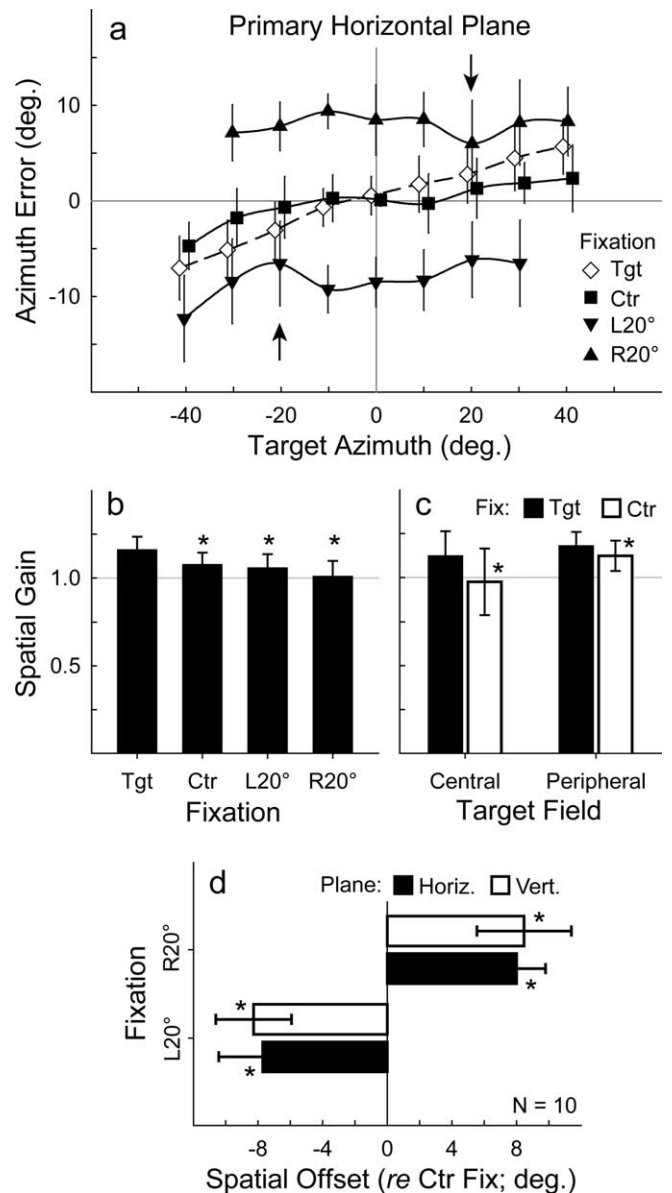 a Primary Horizontal Plane
10
0
-10
Azimuth Error (deg.)
Fixation
Tgt
Ctr
L20°
R20°
-40 -20 0 20 40
Target Azimuth (deg.)
b
* * *
1.0
0.5
Spatial Gain
Tgt Ctr L20° R20°
Fixation
c Fix: Tgt Ctr
* *
Central Peripheral
Target Field
d Plane: Horiz. Vert.
Fixation
R20°
L20°
*
*
*
*
N = 10
-8 -4 0 4 8
Spatial Offset (re Ctr Fix; deg.)